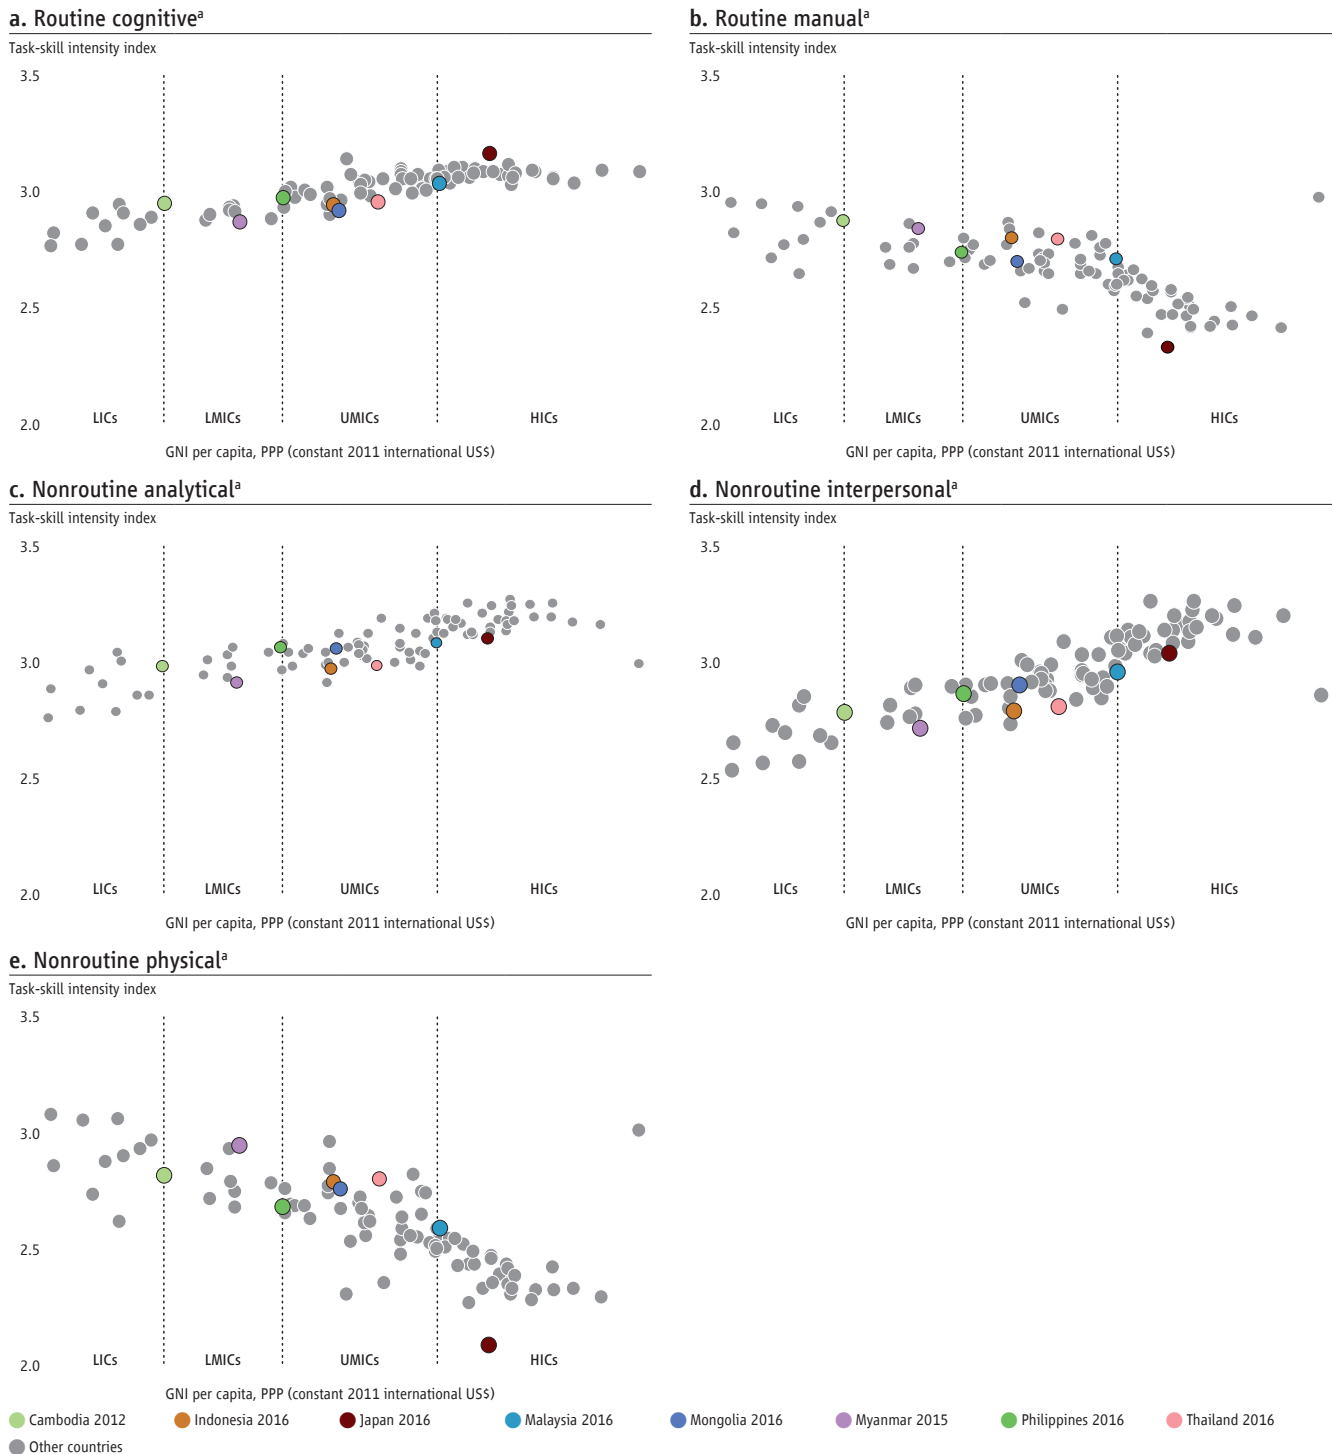 a. Routine cognitiveᵃ
Task-skill intensity index
3.5
3.0
2.5
2.0
LICs LMICs UMICs HICs
GNI per capita, PPP (constant 2011 international US$)
b. Routine manualᵃ
Task-skill intensity index
3.5
3.0
2.5
2.0
LICs LMICs UMICs HICs
GNI per capita, PPP (constant 2011 international US$)
c. Nonroutine analyticalᵃ
Task-skill intensity index
3.5
3.0
2.5
2.0
LICs LMICs UMICs HICs
GNI per capita, PPP (constant 2011 international US$)
d. Nonroutine interpersonalᵃ
Task-skill intensity index
3.5
3.0
2.5
2.0
LICs LMICs UMICs HICs
GNI per capita, PPP (constant 2011 international US$)
e. Nonroutine physicalᵃ
Task-skill intensity index
3.5
3.0
2.5
2.0
LICs LMICs UMICs HICs
GNI per capita, PPP (constant 2011 international US$)
Cambodia 2012 Indonesia 2016 Japan 2016 Malaysia 2016 Mongolia 2016 Myanmar 2015 Philippines 2016 Thailand 2016
Other countries